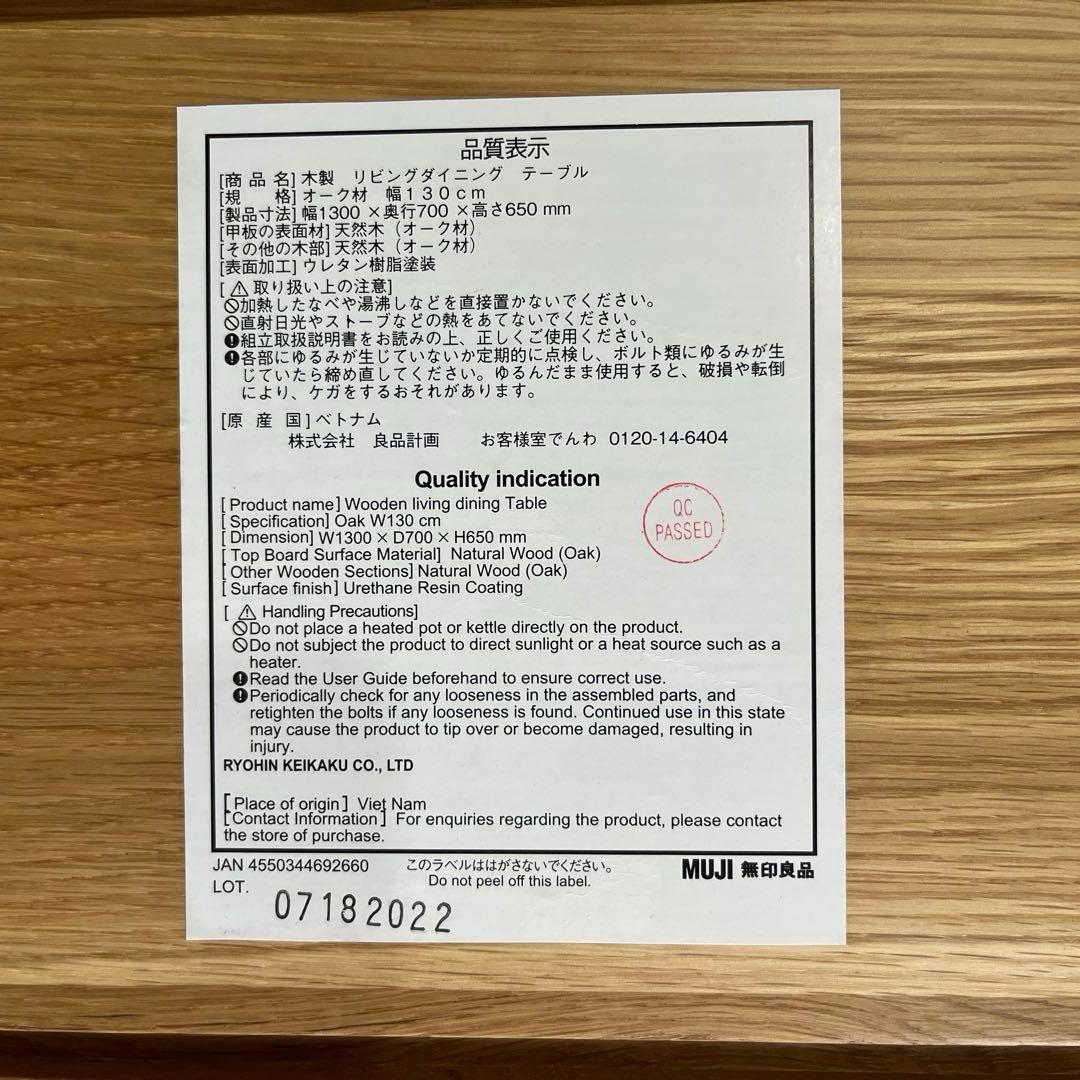 品質表示
[商 品 名] 木製　リビングダイニング　テーブル
[規　　格] オーク材　幅１３０ｃｍ
[製品寸法] 幅1300 ×奥行700 ×高さ650 mm
[甲板の表面材] 天然木（オーク材）
[その他の木部] 天然木（オーク材）
[表面加工] ウレタン樹脂塗装
[ ⚠ 取り扱い上の注意]
🚫加熱したなべや湯沸しなどを直接置かないでください。
🚫直射日光やストーブなどの熱をあてないでください。
❗組立取扱説明書をお読みの上、正しくご使用ください。
❗各部にゆるみが生じていないか定期的に点検し、ボルト類にゆるみが生
じていたら締め直してください。ゆるんだまま使用すると、破損や転倒
により、ケガをするおそれがあります。
[原 産 国] ベトナム
株式会社　良品計画　　お客様室でんわ 0120-14-6404
Quality indication
[ Product name] Wooden living dining Table
[ Specification] Oak W130 cm
[ Dimension] W1300 × D700 × H650 mm
[ Top Board Surface Material] Natural Wood (Oak)
[ Other Wooden Sections] Natural Wood (Oak)
[ Surface finish] Urethane Resin Coating
QC
PASSED
[ ⚠ Handling Precautions]
🚫Do not place a heated pot or kettle directly on the product.
🚫Do not subject the product to direct sunlight or a heat source such as a
heater.
❗Read the User Guide beforehand to ensure correct use.
❗Periodically check for any looseness in the assembled parts, and
retighten the bolts if any looseness is found. Continued use in this state
may cause the product to tip over or become damaged, resulting in
injury.
RYOHIN KEIKAKU CO., LTD
[ Place of origin ] Viet Nam
[Contact Information ] For enquiries regarding the product, please contact
the store of purchase.
JAN 4550344692660　このラベルははがさないでください。
Do not peel off this label.
MUJI 無印良品
LOT.
07182022